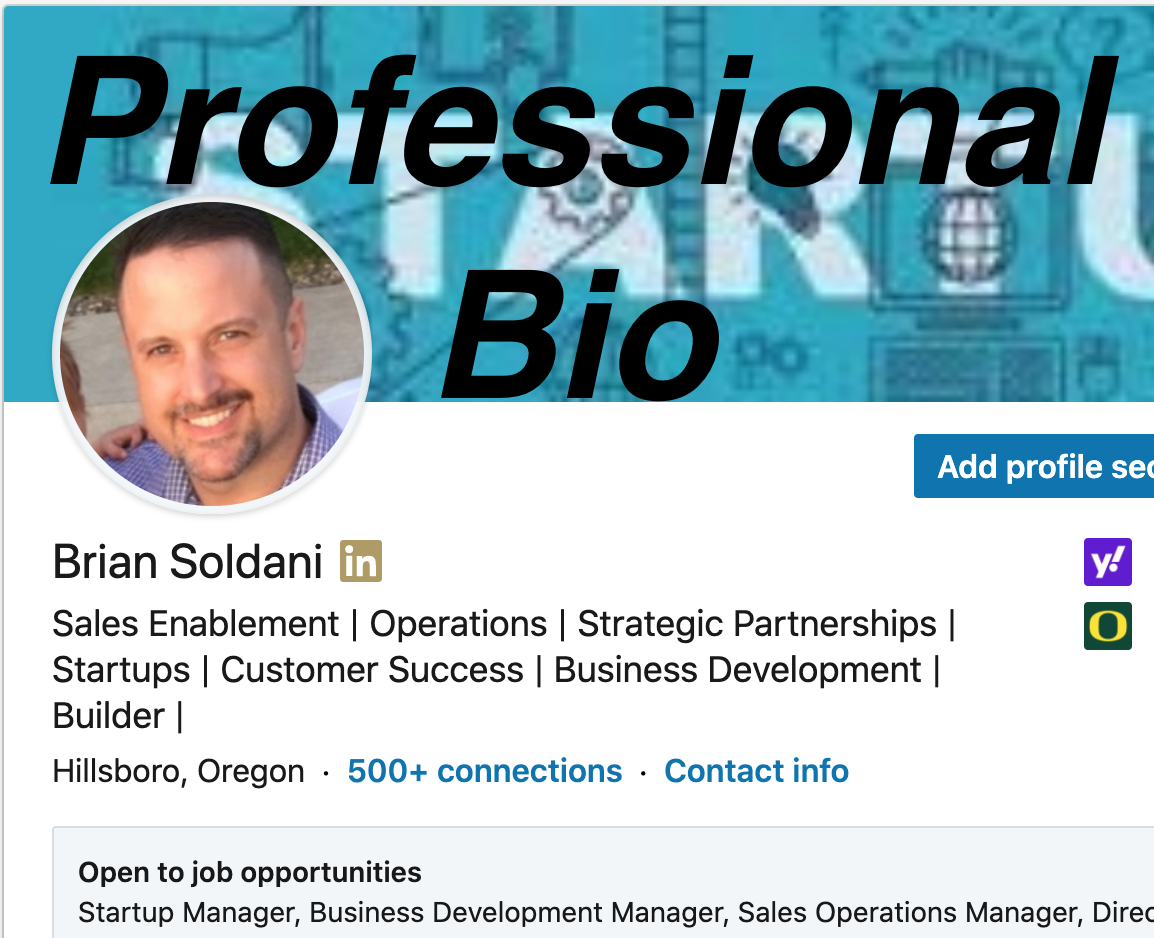 Professional
STARTU
Bio
Add profile sec
Brian Soldani in
y!
Sales Enablement | Operations | Strategic Partnerships |
O
Startups | Customer Success | Business Development |
Builder |
Hillsboro, Oregon · 500+ connections · Contact info
Open to job opportunities
Startup Manager, Business Development Manager, Sales Operations Manager, Direc